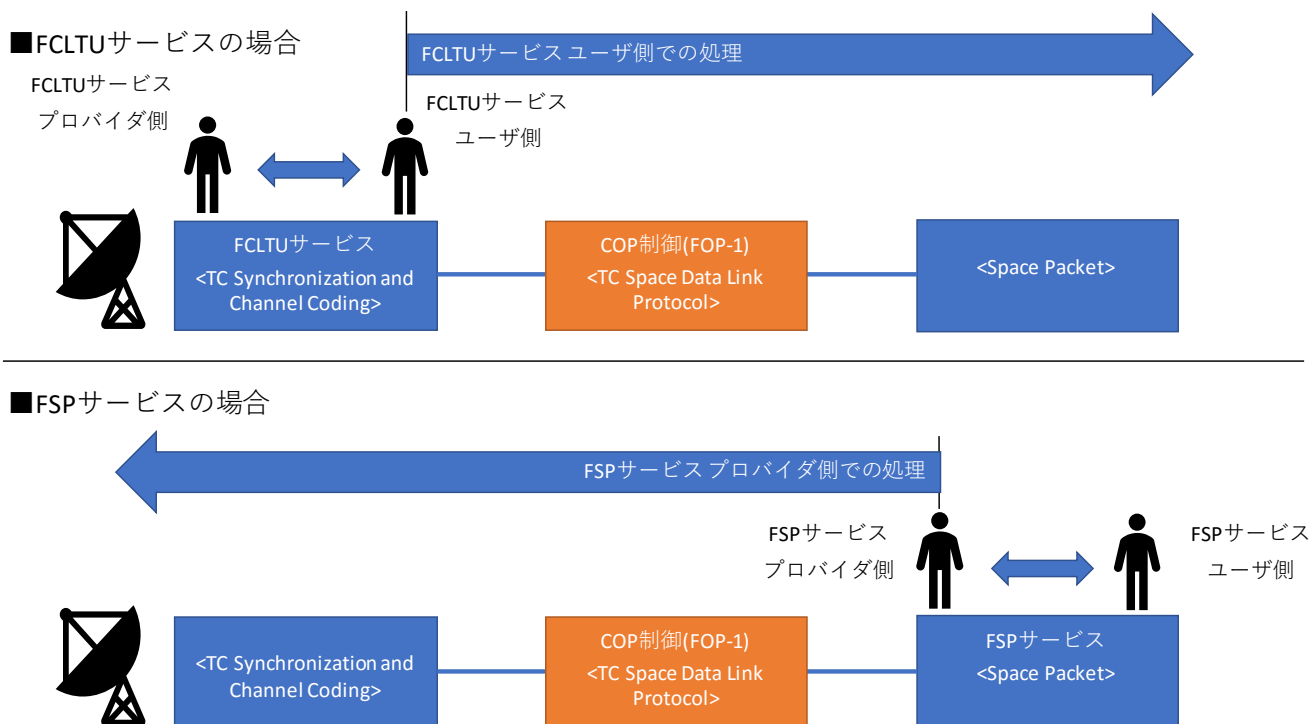 ■FCLTUサービスの場合
FCLTUサービス ユーザ側での処理
FCLTUサービス
プロバイダ側
FCLTUサービス
ユーザ側
FCLTUサービス
<TC Synchronization and
Channel Coding>
COP制御(FOP-1)
<TC Space Data Link
Protocol>
<Space Packet>
■FSPサービスの場合
FSPサービス プロバイダ側での処理
FSPサービス
プロバイダ側
FSPサービス
ユーザ側
<TC Synchronization and
Channel Coding>
COP制御(FOP-1)
<TC Space Data Link
Protocol>
FSPサービス
<Space Packet>